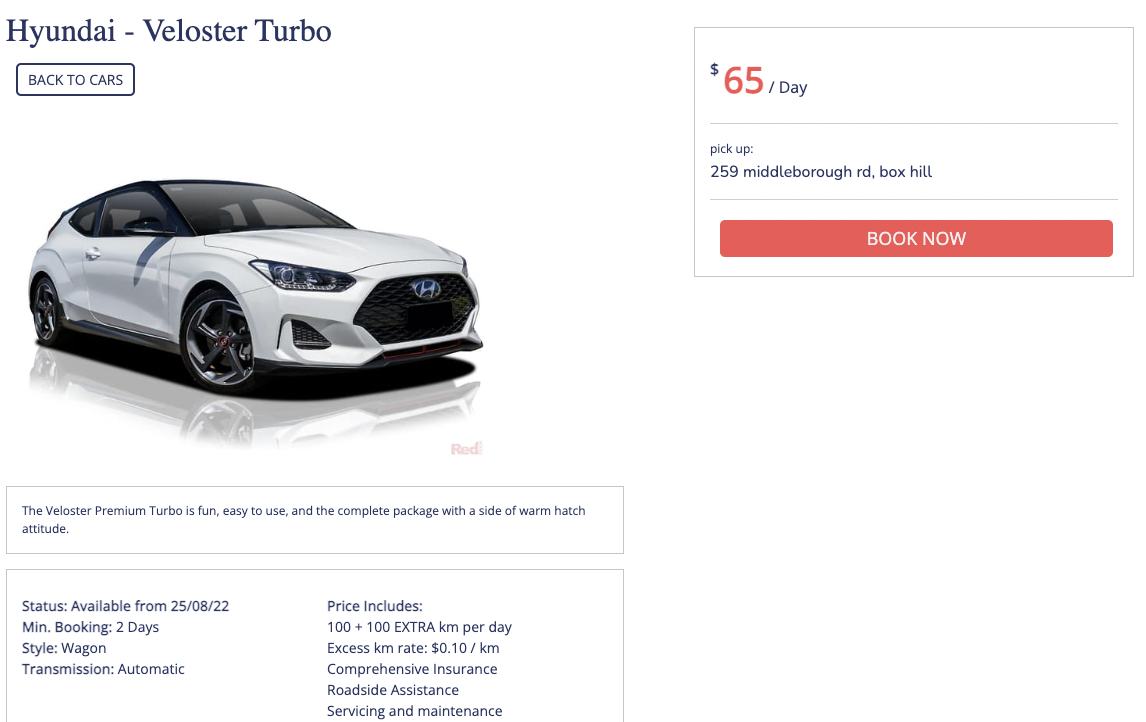 Hyundai - Veloster Turbo
BACK TO CARS
$ 65 / Day
pick up:
259 middleborough rd, box hill
BOOK NOW
Red
The Veloster Premium Turbo is fun, easy to use, and the complete package with a side of warm hatch
attitude.
Status: Available from 25/08/22
Min. Booking: 2 Days
Style: Wagon
Transmission: Automatic
Price Includes:
100 + 100 EXTRA km per day
Excess km rate: $0.10 / km
Comprehensive Insurance
Roadside Assistance
Servicing and maintenance